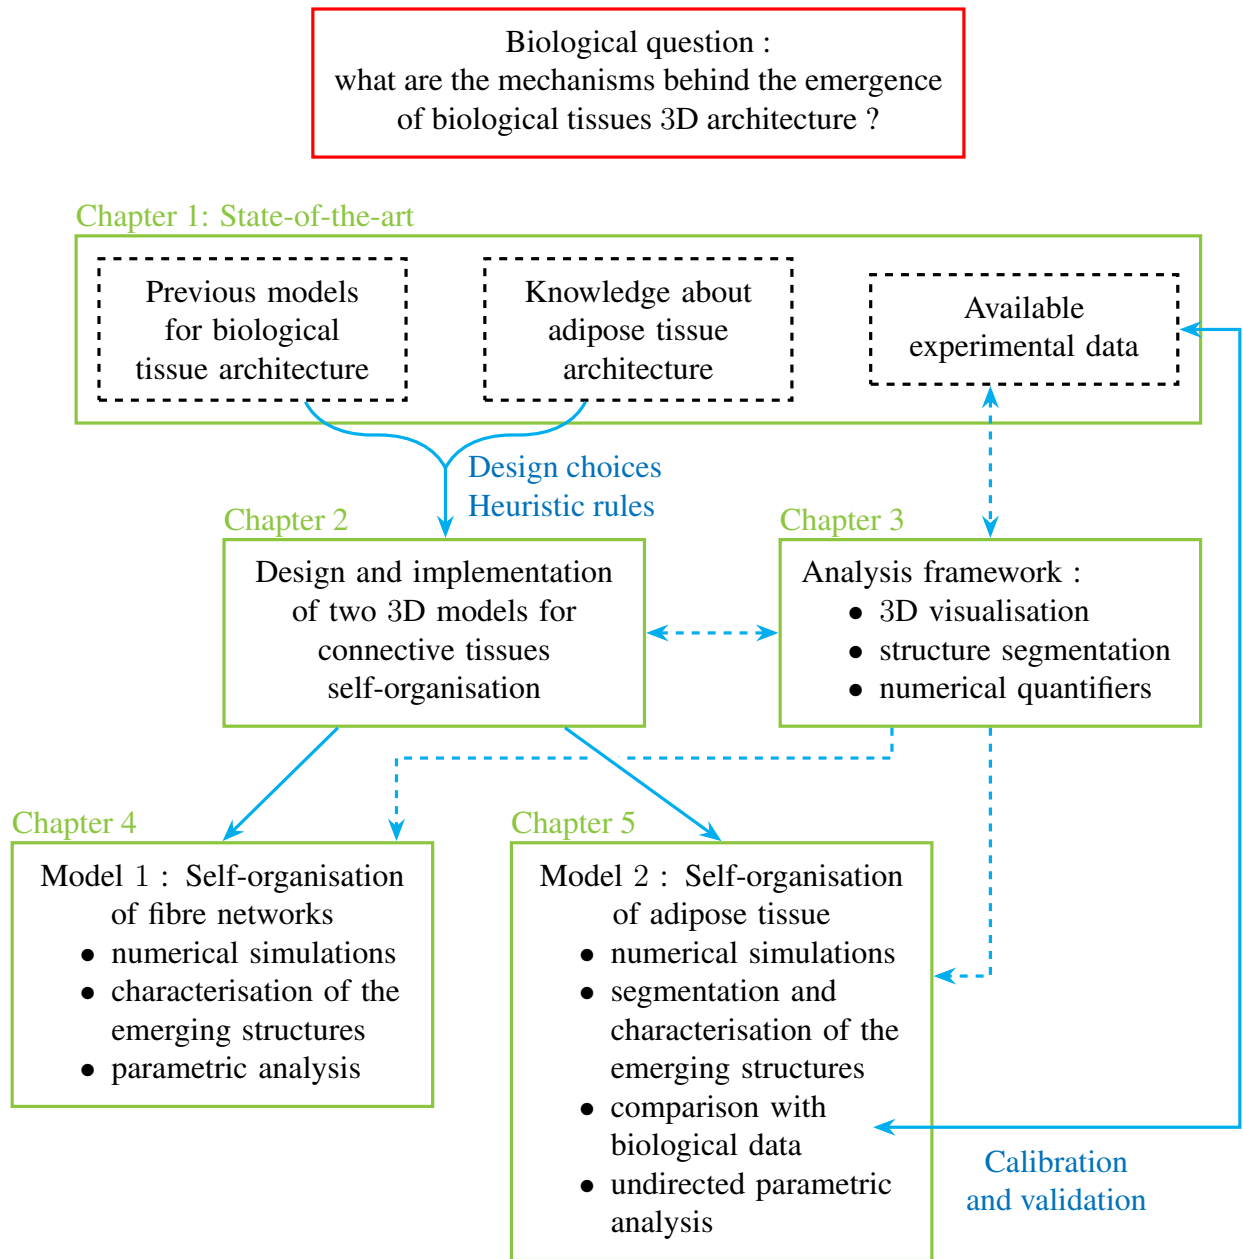 Biological question :
what are the mechanisms behind the emergence
of biological tissues 3D architecture ?
Chapter 1: State-of-the-art
Previous models
for biological
tissue architecture
Knowledge about
adipose tissue
architecture
Available
experimental data
Design choices
Heuristic rules
Chapter 2
Design and implementation
of two 3D models for
connective tissues
self-organisation
Chapter 3
Analysis framework :
• 3D visualisation
• structure segmentation
• numerical quantifiers
Chapter 4
Model 1 : Self-organisation
of fibre networks
• numerical simulations
• characterisation of the
emerging structures
• parametric analysis
Chapter 5
Model 2 : Self-organisation
of adipose tissue
• numerical simulations
• segmentation and
characterisation of the
emerging structures
• comparison with
biological data
• undirected parametric
analysis
Calibration
and validation